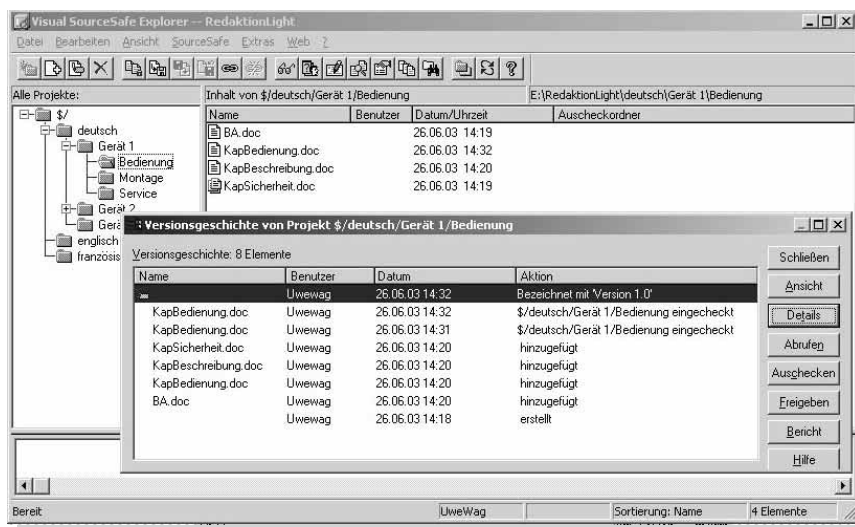 Visual SourceSafe Explorer -- RedaktionLight
Datei Bearbeiten Ansicht SourceSafe Extras Web ?
Alle Projekte: Inhalt von $/deutsch/Gerät 1/Bedienung E:\RedaktionLight\deutsch\Gerät 1\Bedienung
$/
deutsch
Gerät 1
Bedienung
Montage
Service
Gerät 2
Gerä
englisch
französis
Name Benutzer Datum/Uhrzeit Auscheckordner
BA.doc 26.06.03 14:19
KapBedienung.doc 26.06.03 14:32
KapBeschreibung.doc 26.06.03 14:20
KapSicherheit.doc 26.06.03 14:19
Versionsgeschichte von Projekt $/deutsch/Gerät 1/Bedienung
Versionsgeschichte: 8 Elemente
Name Benutzer Datum Aktion
Uwewag 26.06.03 14:32 Bezeichnet mit 'Version 1.0'
KapBedienung.doc Uwewag 26.06.03 14:32 $/deutsch/Gerät 1/Bedienung eingecheckt
KapBedienung.doc Uwewag 26.06.03 14:31 $/deutsch/Gerät 1/Bedienung eingecheckt
KapSicherheit.doc Uwewag 26.06.03 14:20 hinzugefügt
KapBeschreibung.doc Uwewag 26.06.03 14:20 hinzugefügt
KapBedienung.doc Uwewag 26.06.03 14:20 hinzugefügt
BA.doc Uwewag 26.06.03 14:20 hinzugefügt
Uwewag 26.06.03 14:18 erstellt
Schließen
Ansicht
Details
Abrufen
Auschecken
Freigeben
Bericht
Hilfe
Bereit UweWag Sortierung: Name 4 Elemente